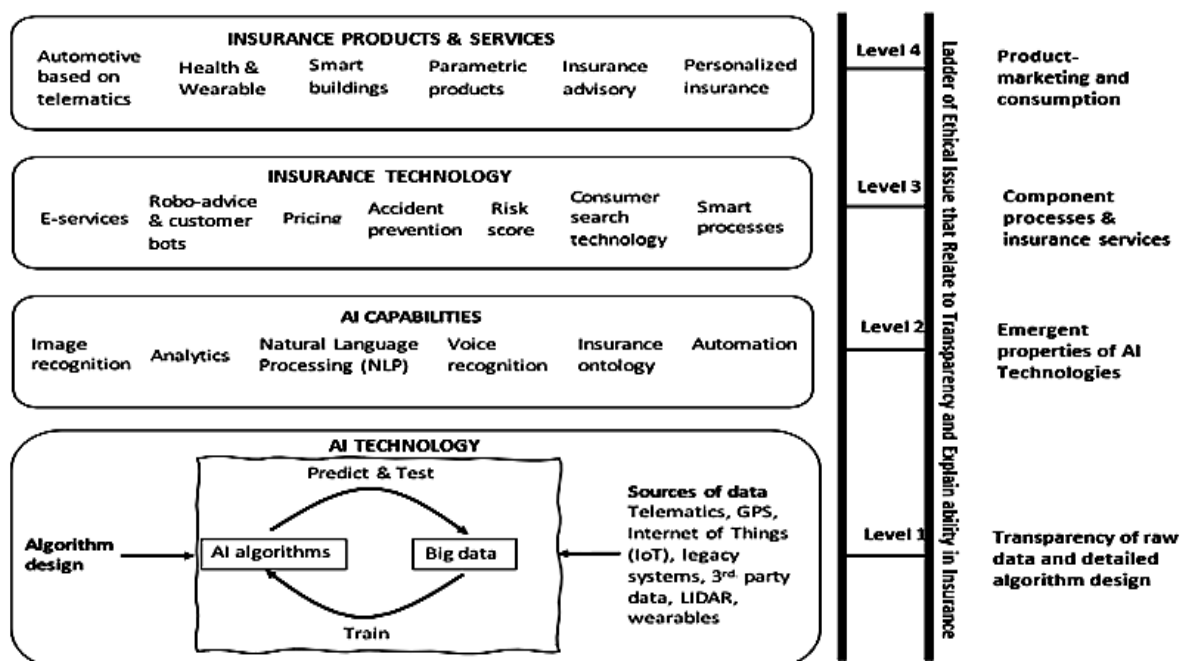 INSURANCE PRODUCTS & SERVICES
Automotive
based on
telematics
Health &
Wearable
Smart
buildings
Parametric
products
Insurance
advisory
Personalized
insurance
INSURANCE TECHNOLOGY
E-services
Robo-advice
& customer
bots
Pricing
Accident
prevention
Risk
score
Consumer
search
technology
Smart
processes
AI CAPABILITIES
Image
recognition
Analytics
Natural Language
Processing (NLP)
Voice
recognition
Insurance
ontology
Automation
AI TECHNOLOGY
Predict & Test
Algorithm
design
AI algorithms
Big data
Train
Sources of data
Telematics, GPS,
Internet of Things
(IoT), legacy
systems, 3rd. party
data, LIDAR,
wearables
Level 4
Level 3
Level 2
Level 1
Ladder of Ethical Issue that Relate to Transparency and Explain ability in Insurance
Product-
marketing and
consumption
Component
processes &
insurance services
Emergent
properties of AI
Technologies
Transparency of raw
data and detailed
algorithm design